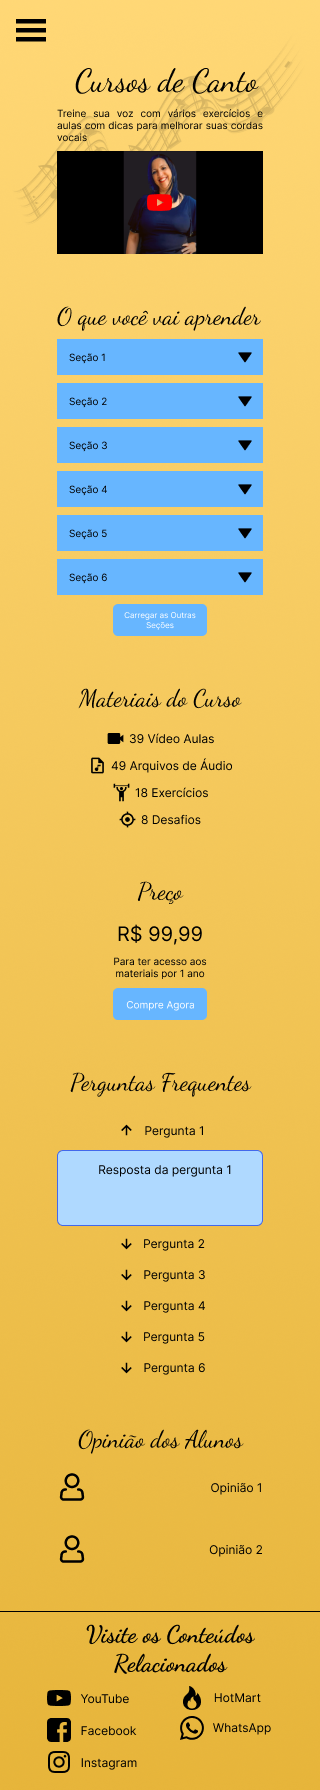 Cursos de Canto
Treine sua voz com vários exercícios e
aulas com dicas para melhorar suas cordas
vocais
O que você vai aprender
Seção 1
Seção 2
Seção 3
Seção 4
Seção 5
Seção 6
Carregar as Outras
Seções
Materiais do Curso
39 Vídeo Aulas
49 Arquivos de Áudio
18 Exercícios
8 Desafios
Preço
R$ 99,99
Para ter acesso aos
materiais por 1 ano
Compre Agora
Perguntas Frequentes
Pergunta 1
Resposta da pergunta 1
Pergunta 2
Pergunta 3
Pergunta 4
Pergunta 5
Pergunta 6
Opinião dos Alunos
Opinião 1
Opinião 2
Visite os Conteúdos
Relacionados
YouTube
HotMart
Facebook
WhatsApp
Instagram